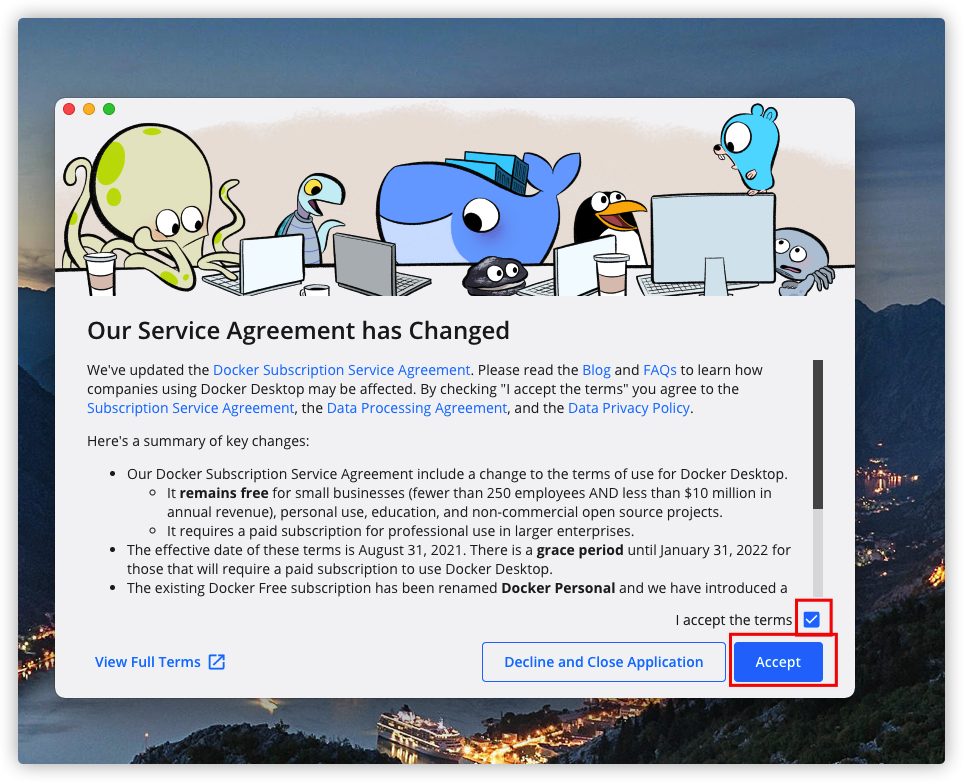 Our Service Agreement has Changed
We've updated the Docker Subscription Service Agreement. Please read the Blog and FAQs to learn how
companies using Docker Desktop may be affected. By checking "I accept the terms" you agree to the
Subscription Service Agreement, the Data Processing Agreement, and the Data Privacy Policy.
Here's a summary of key changes:
• Our Docker Subscription Service Agreement include a change to the terms of use for Docker Desktop.
◦ It remains free for small businesses (fewer than 250 employees AND less than $10 million in
annual revenue), personal use, education, and non-commercial open source projects.
◦ It requires a paid subscription for professional use in larger enterprises.
• The effective date of these terms is August 31, 2021. There is a grace period until January 31, 2022 for
those that will require a paid subscription to use Docker Desktop.
• The existing Docker Free subscription has been renamed Docker Personal and we have introduced a
I accept the terms
View Full Terms
Decline and Close Application
Accept